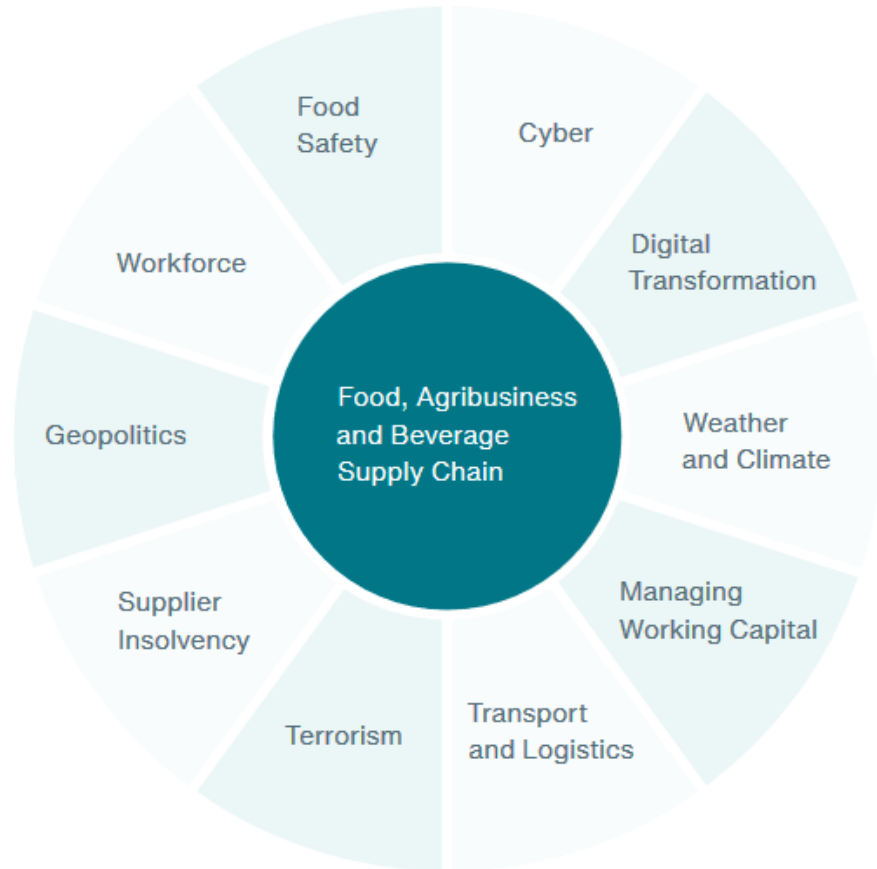 Food
Safety
Cyber
Digital
Transformation
Workforce
Weather
and Climate
Geopolitics
Food, Agribusiness
and Beverage
Supply Chain
Managing
Working Capital
Supplier
Insolvency
Transport
and Logistics
Terrorism